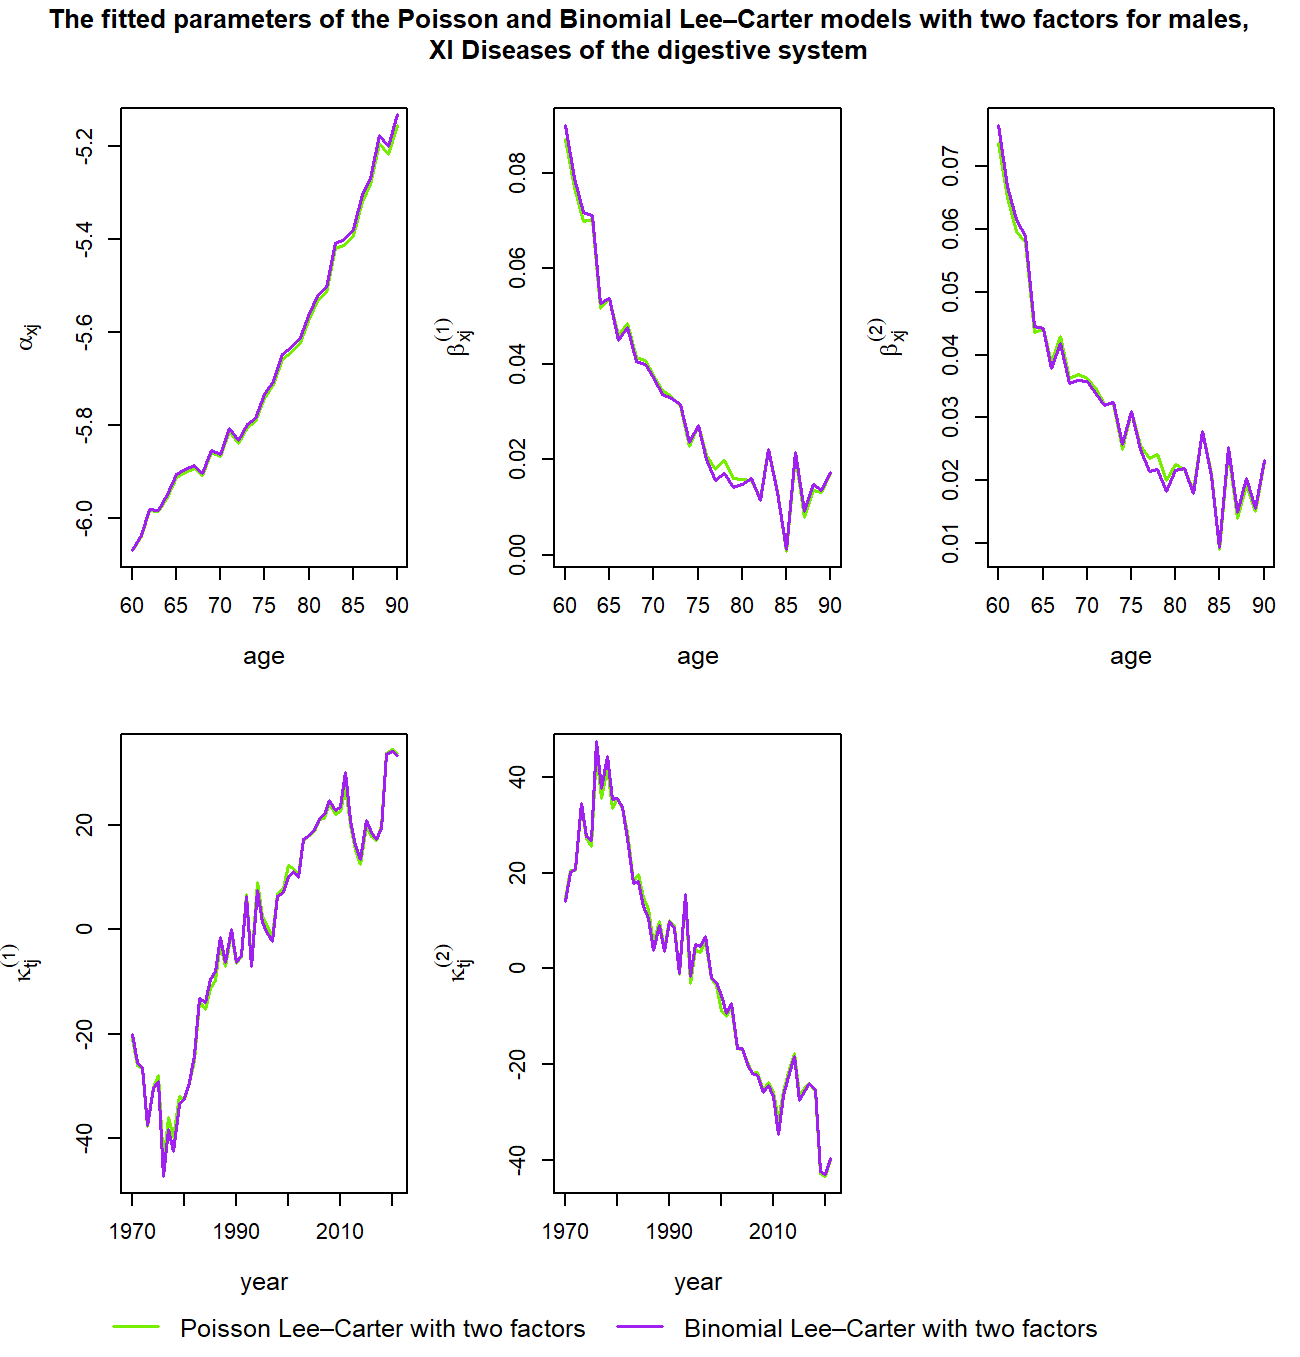 The fitted parameters of the Poisson and Binomial Lee–Carter models with two factors for males,
XI Diseases of the digestive system
αxj
-5.2
-5.4
-5.6
-5.8
-6.0
60 65 70 75 80 85 90
age
βxj(1)
0.08
0.06
0.04
0.02
0.00
60 65 70 75 80 85 90
age
βxj(2)
0.07
0.06
0.05
0.04
0.03
0.02
0.01
60 65 70 75 80 85 90
age
κtj(1)
20
0
-20
-40
1970 1990 2010
year
κtj(2)
40
20
0
-20
-40
1970 1990 2010
year
Poisson Lee–Carter with two factors Binomial Lee–Carter with two factors